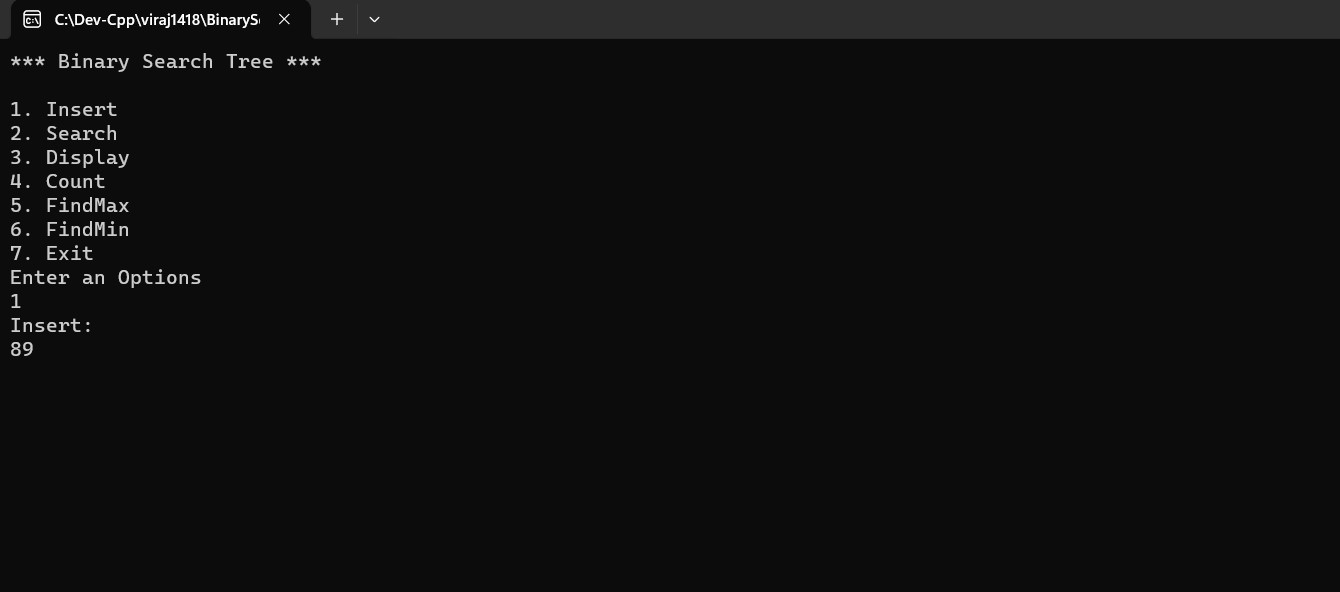 C:\Dev-Cpp\viraj1418\BinaryS
*** Binary Search Tree ***
1. Insert
2. Search
3. Display
4. Count
5. FindMax
6. FindMin
7. Exit
Enter an Options
1
Insert:
89